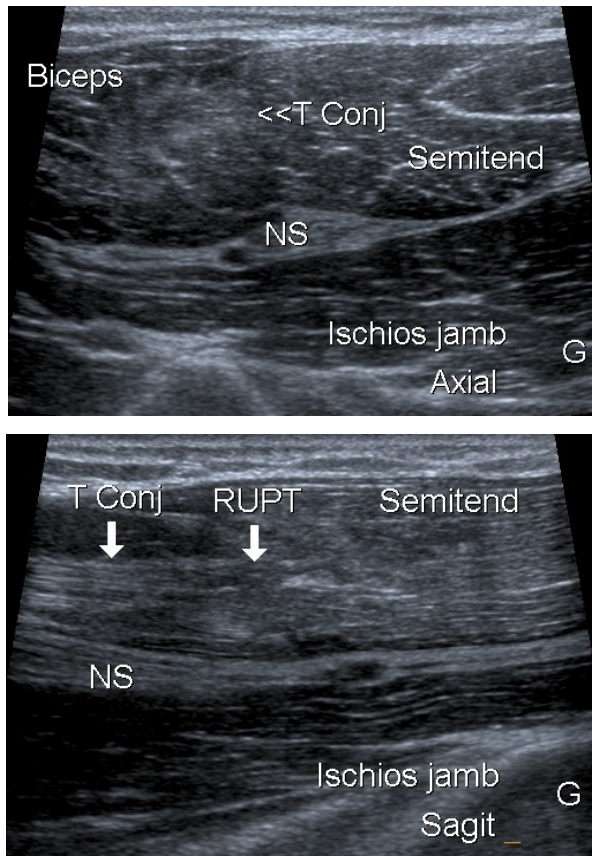 Biceps
<<T Conj
Semitend
NS
Ischios jamb
G
Axial
T Conj RUPT Semitend
NS
Ischios jamb
G
Sagit _